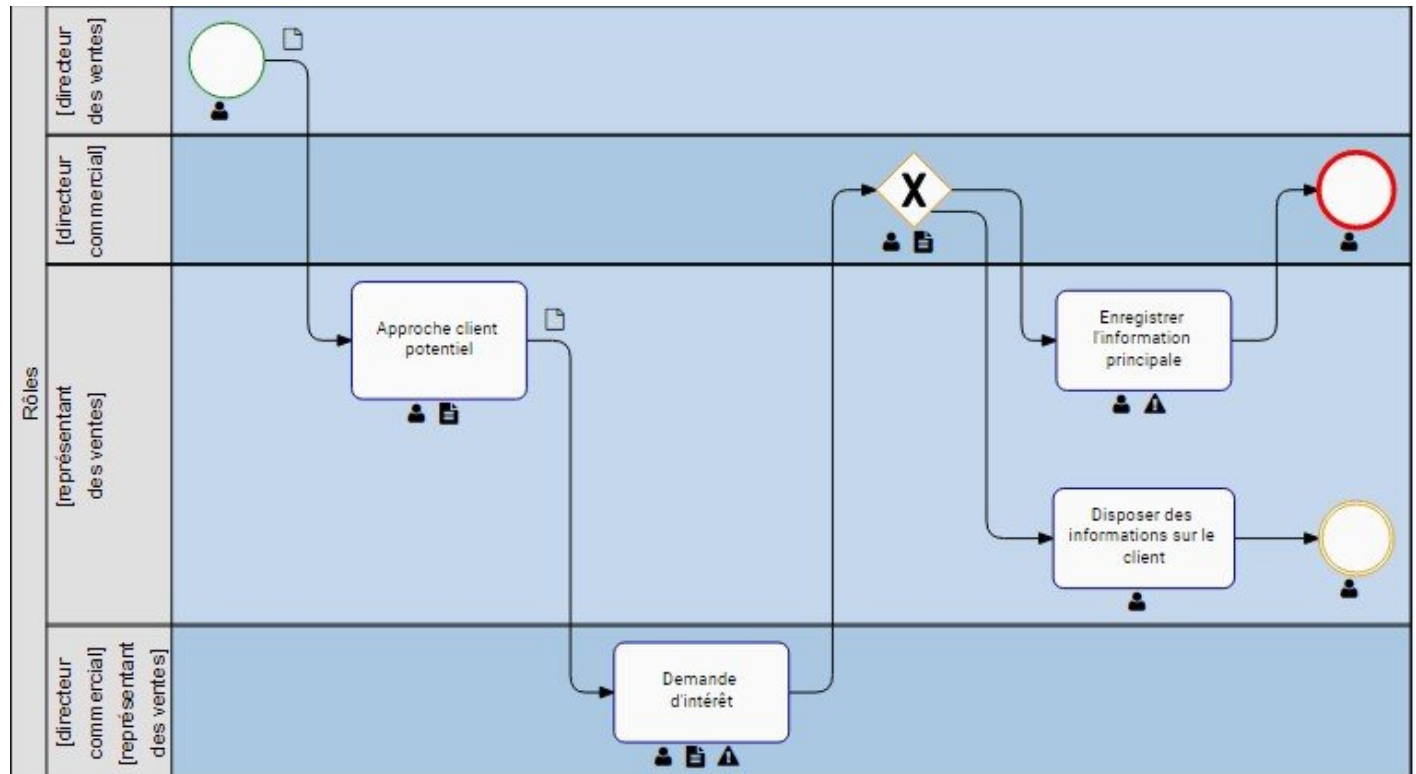 Rôles
[directeur
des ventes]
[directeur
commercial]
X
[représentant
des ventes]
Approche client
potentiel
Enregistrer
l'information
principale
Disposer des
informations sur le
client
[directeur
commercial]
[représentant
des ventes]
Demande
d'intérêt